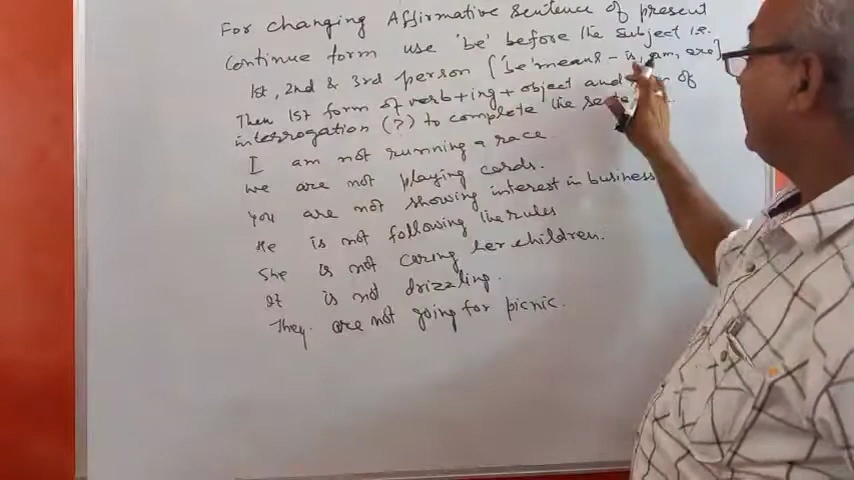 For changing Affirmative sentence of present
Continue form use 'be' before the subject i.e.
1st, 2nd & 3rd person ('be' means - is, am, are)
Then 1st form of verb+ing+object and of
interrogation (?) to complete the
I am not running a race
we are not playing cards.
You are not showing interest in business
He is not following the rules
She is not caring her children.
It is not drizzling.
They are not going for picnic.